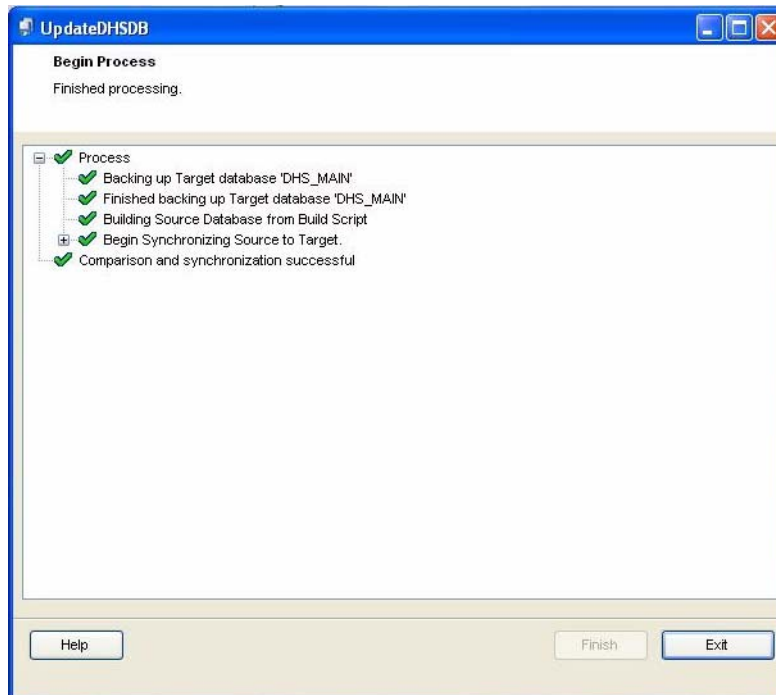 UpdateDHSDB
Begin Process
Finished processing.
Process
Backing up Target database 'DHS_MAIN'
Finished backing up Target database 'DHS_MAIN'
Building Source Database from Build Script
Begin Synchronizing Source to Target.
Comparison and synchronization successful
Help
Finish
Exit